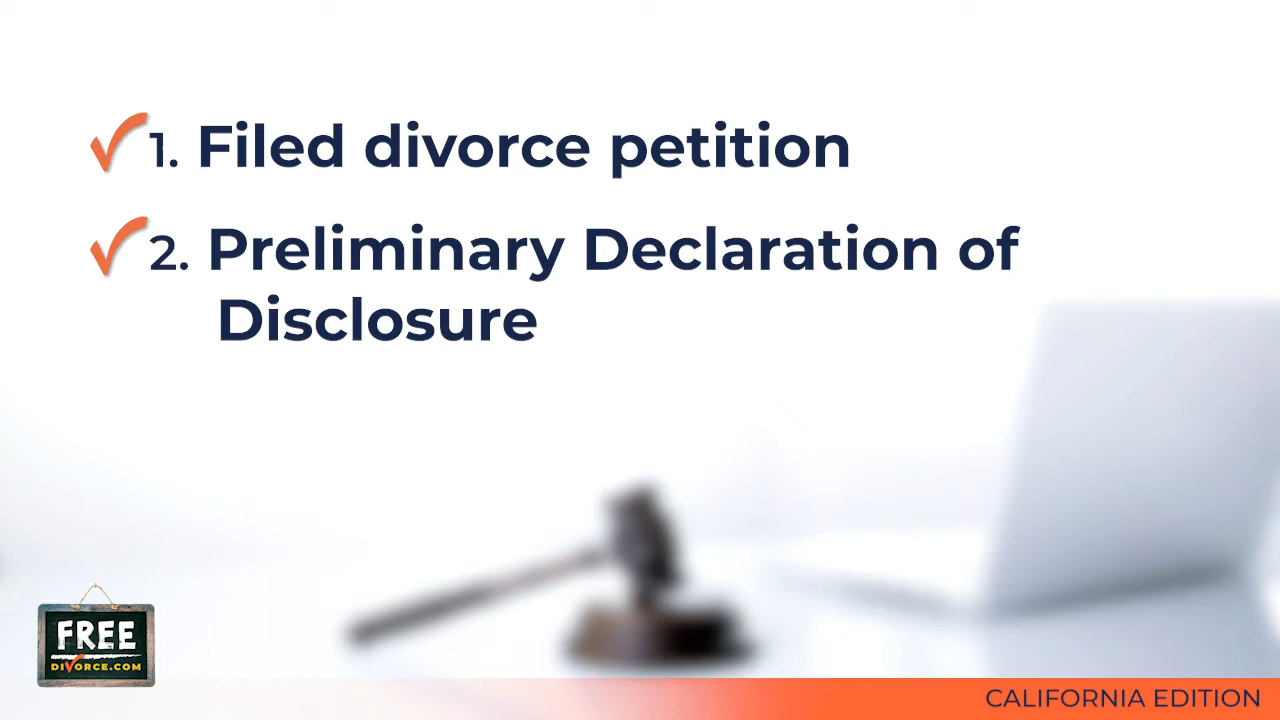 1. Filed divorce petition
2. Preliminary Declaration of
Disclosure
FREE
DIVORCE.COM
CALIFORNIA EDITION